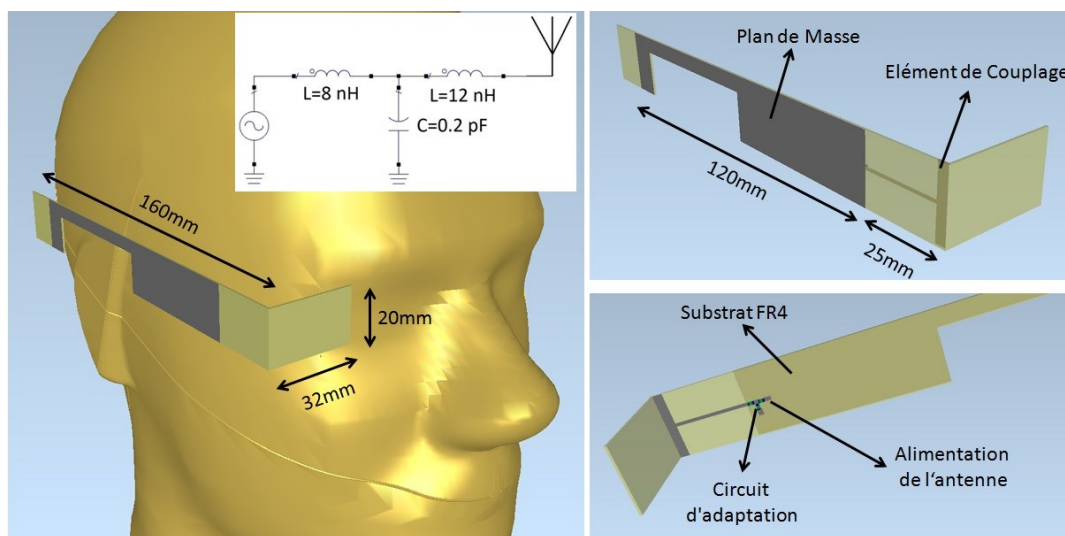 L=8 nH
L=12 nH
C=0.2 pF
160mm
20mm
32mm
Plan de Masse
Elément de Couplage
120mm
25mm
Substrat FR4
Alimentation
de l'antenne
Circuit
d'adaptation